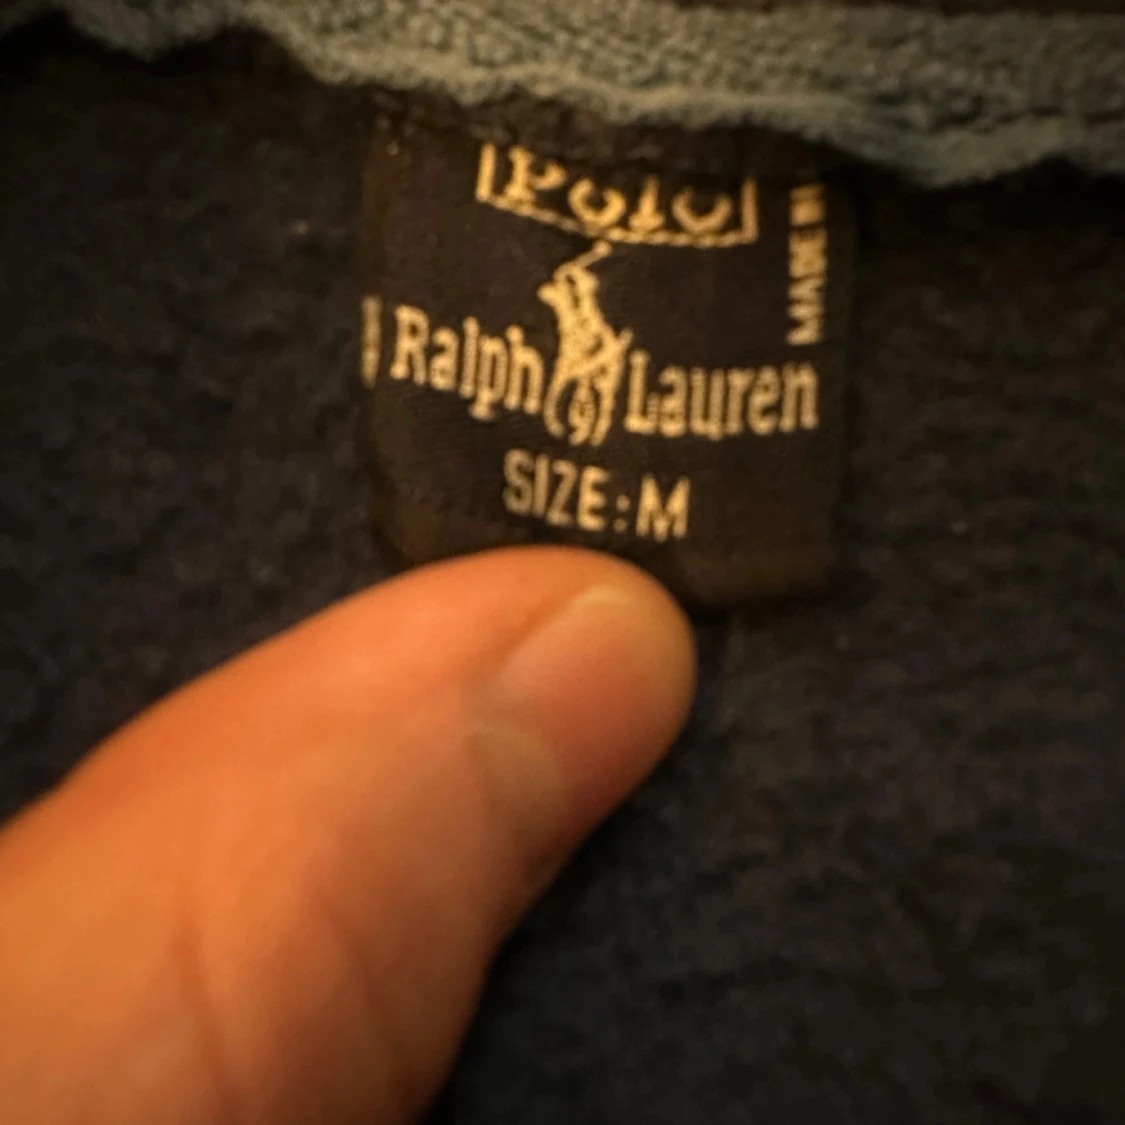 Polo
Ralph Lauren
SIZE: M
MADE IN